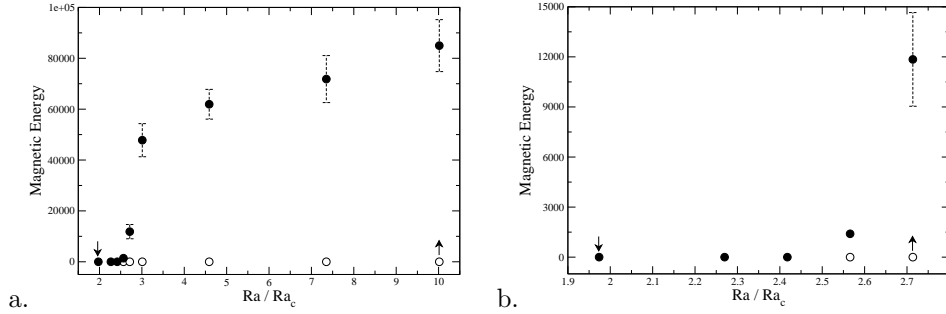 1e+05
80000
60000
40000
20000
0
Magnetic Energy
2 3 4 5 6 7 8 9 10
Ra / Ra_c
a.
15000
12000
9000
6000
3000
1500
0
Magnetic Energy
1.9 2 2.1 2.2 2.3 2.4 2.5 2.6 2.7
Ra / Ra_c
b.